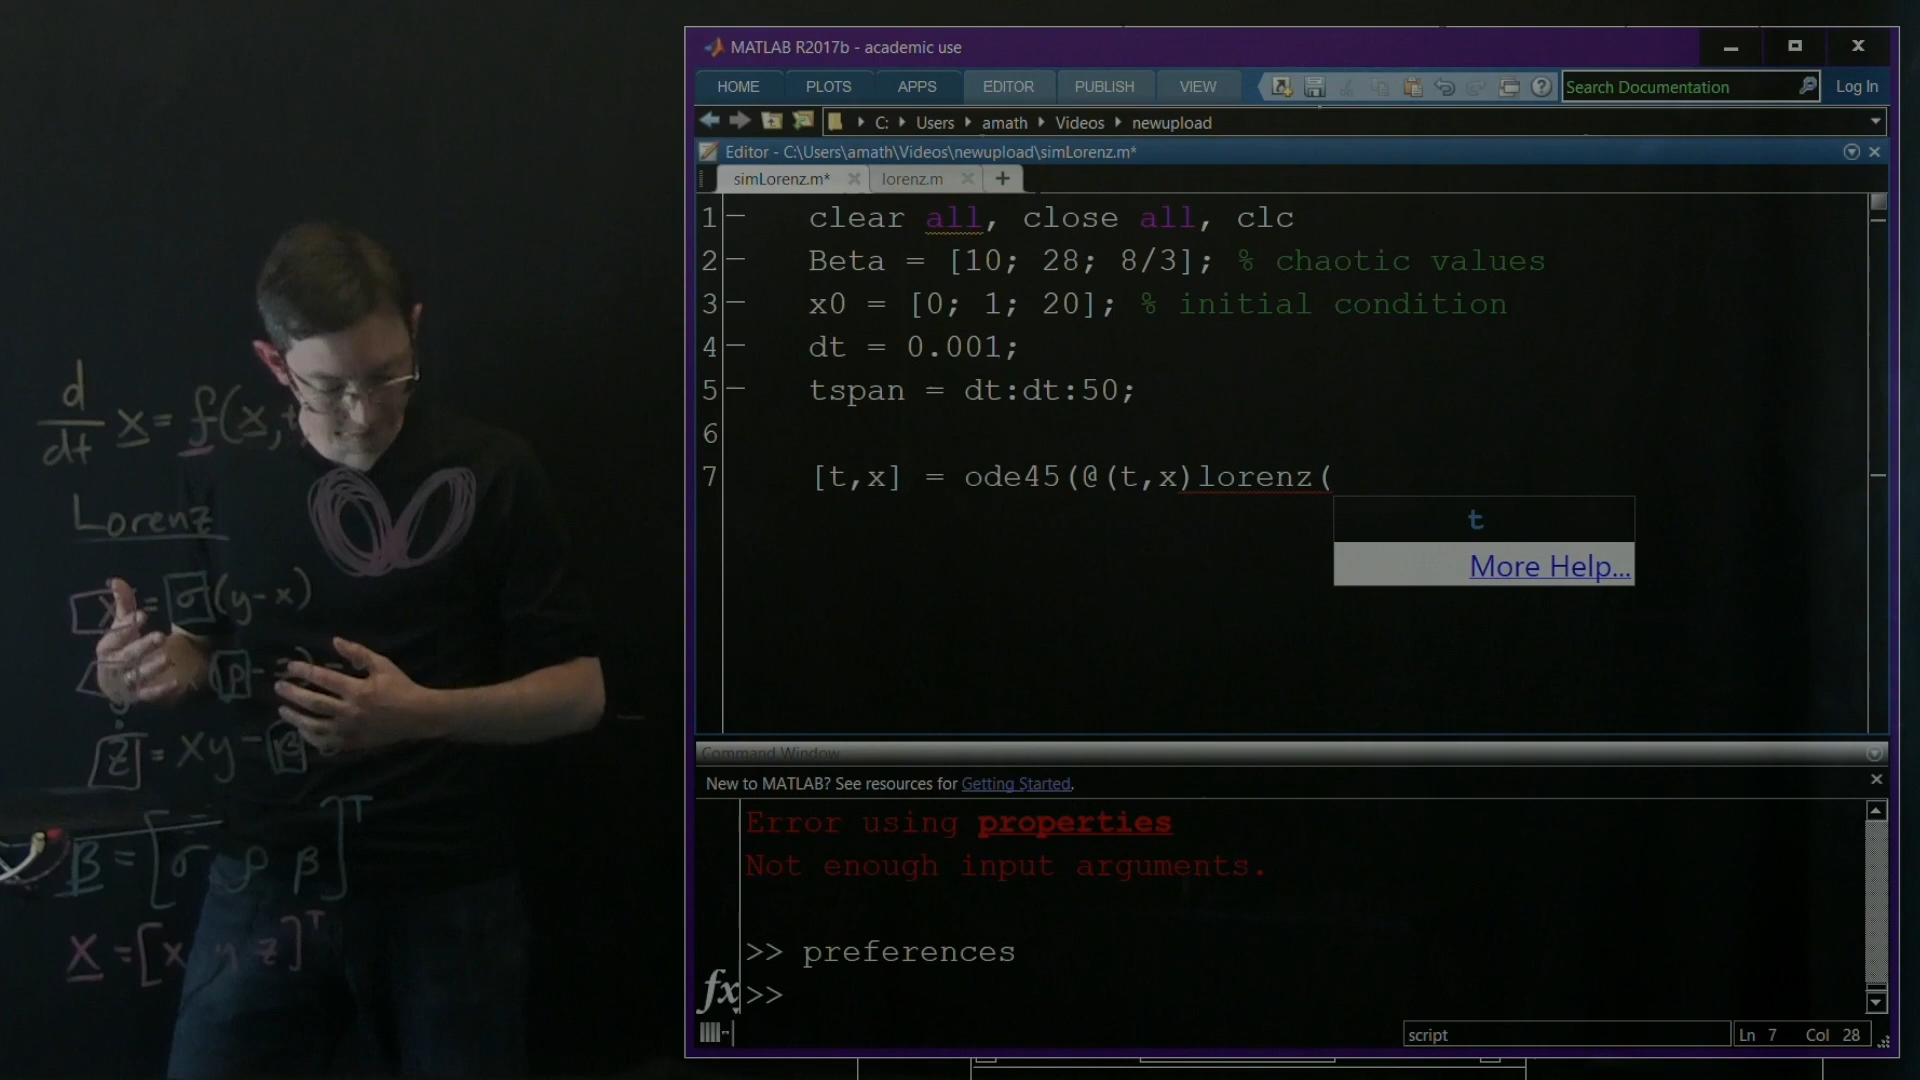 d/dt x = f(x,
Lorenz
= σ(y-x)
ρ -
ż = xy - β
β = [σ ρ β]ᵀ
x = [x y z]ᵀ
MATLAB R2017b - academic use
HOME PLOTS APPS EDITOR PUBLISH VIEW Search Documentation Log In
C: Users amath Videos newupload
Editor - C:\Users\amath\Videos\newupload\simLorenz.m*
simLorenz.m* lorenz.m +
1 clear all, close all, clc
2 Beta = [10; 28; 8/3]; % chaotic values
3 x0 = [0; 1; 20]; % initial condition
4 dt = 0.001;
5 tspan = dt:dt:50;
6
7 [t,x] = ode45(@(t,x)lorenz(
t
More Help...
Command Window
New to MATLAB? See resources for Getting Started.
Error using properties
Not enough input arguments.
>> preferences
fx >>
script Ln 7 Col 28